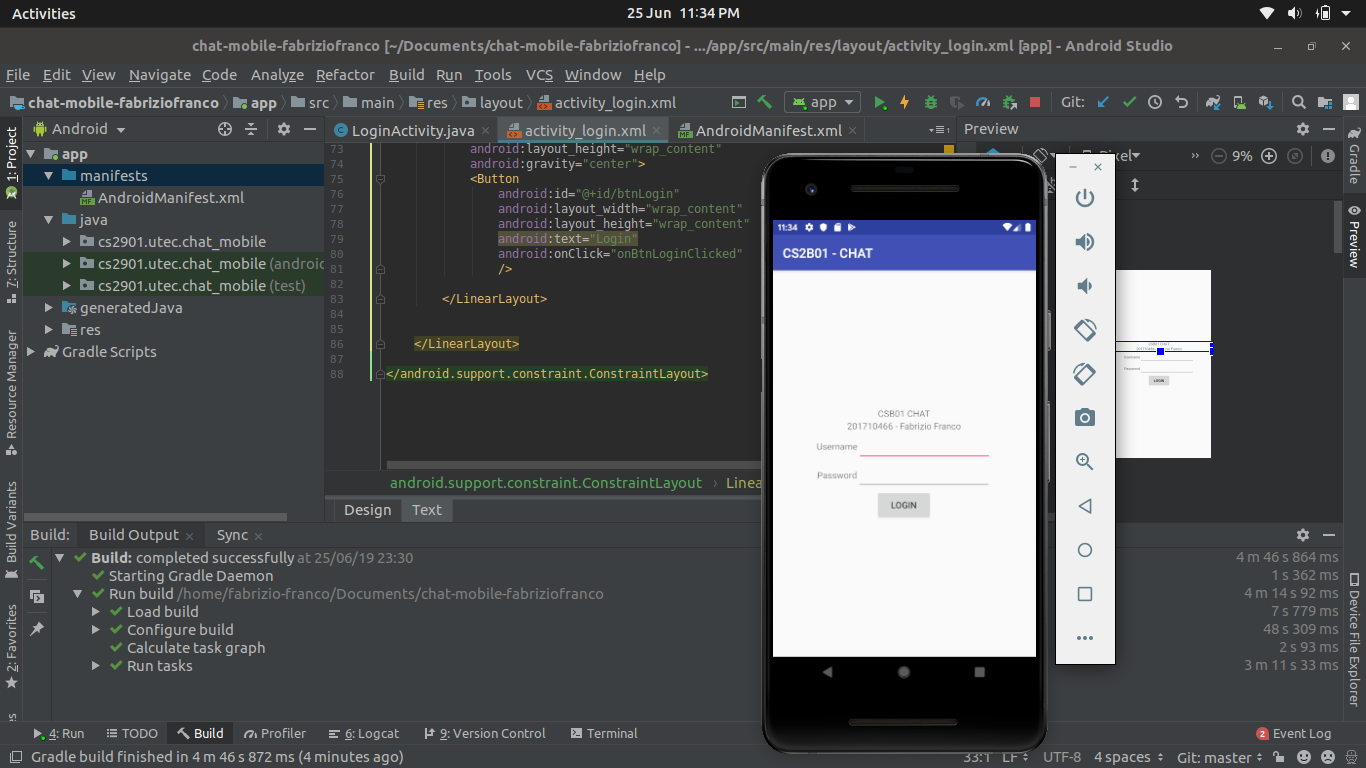 Activities
25 Jun 11:34 PM
chat-mobile-fabriziofranco [~/Documents/chat-mobile-fabriziofranco] - .../app/src/main/res/layout/activity_login.xml [app] - Android Studio
File Edit View Navigate Code Analyze Refactor Build Run Tools VCS Window Help
chat-mobile-fabriziofranco app src main res layout activity_login.xml app Git:
1: Project
7: Structure
Resource Manager
Build Variants
2: Favorites
Android
app
manifests
AndroidManifest.xml
java
cs2901.utec.chat_mobile
cs2901.utec.chat_mobile (androi
cs2901.utec.chat_mobile (test)
generatedJava
res
Gradle Scripts
LoginActivity.java activity_login.xml AndroidManifest.xml
73 android:layout_height="wrap_content"
74 android:gravity="center">
75 <Button
76 android:id="@+id/btnLogin"
77 android:layout_width="wrap_content"
78 android:layout_height="wrap_content"
79 android:text="Login"
80 android:onClick="onBtnLoginClicked"
81 />
82
83 </LinearLayout>
84
85
86 </LinearLayout>
87
88 </android.support.constraint.ConstraintLayout>
android.support.constraint.ConstraintLayout › Linea
Design Text
Preview
Pixel
9%
CSB01 CHAT
Username
Password
LOGIN
Gradle
Preview
Device File Explorer
11:34
CS2B01 - CHAT
CSB01 CHAT
201710466 - Fabrizio Franco
Username
Password
LOGIN
Build: Build Output Sync
Build: completed successfully at 25/06/19 23:30 4 m 46 s 864 ms
Starting Gradle Daemon 1 s 362 ms
Run build /home/fabrizio-franco/Documents/chat-mobile-fabriziofranco 4 m 14 s 92 ms
Load build 7 s 779 ms
Configure build 48 s 309 ms
Calculate task graph 2 s 93 ms
Run tasks 3 m 11 s 33 ms
4: Run TODO Build Profiler 6: Logcat 9: Version Control Terminal 2 Event Log
Gradle build finished in 4 m 46 s 872 ms (4 minutes ago) 33:1 LF UTF-8 4 spaces Git: master